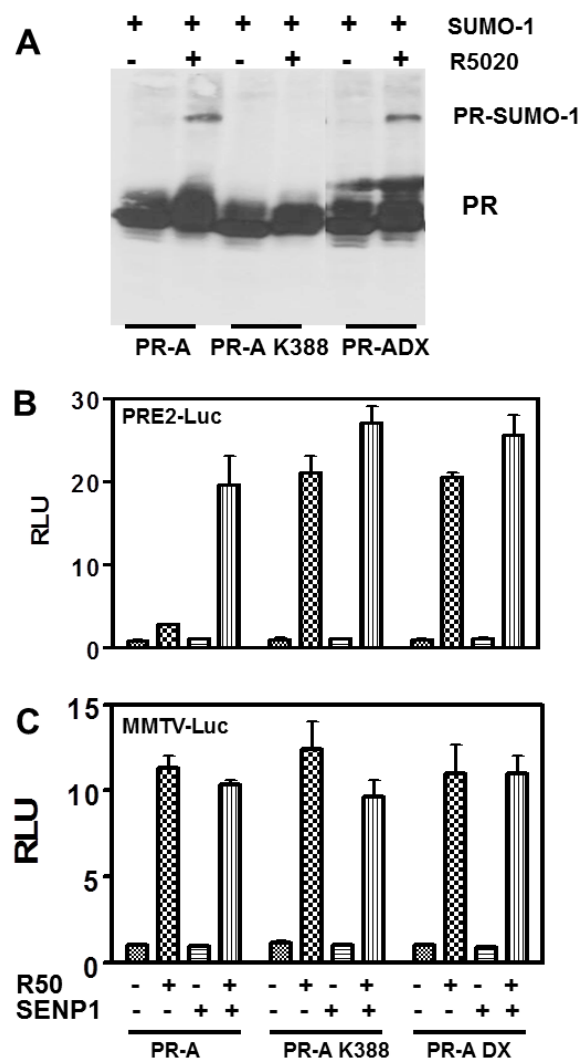 A
+ + + + + + SUMO-1
- + - + - + R5020
PR-SUMO-1
PR
PR-A PR-A K388 PR-ADX
B
PRE2-Luc
RLU
30
20
10
0
C
MMTV-Luc
RLU
15
10
5
0
R50 - + - + - + - + - + - +
SENP1 - - + + - - + + - - + +
PR-A PR-A K388 PR-A DX